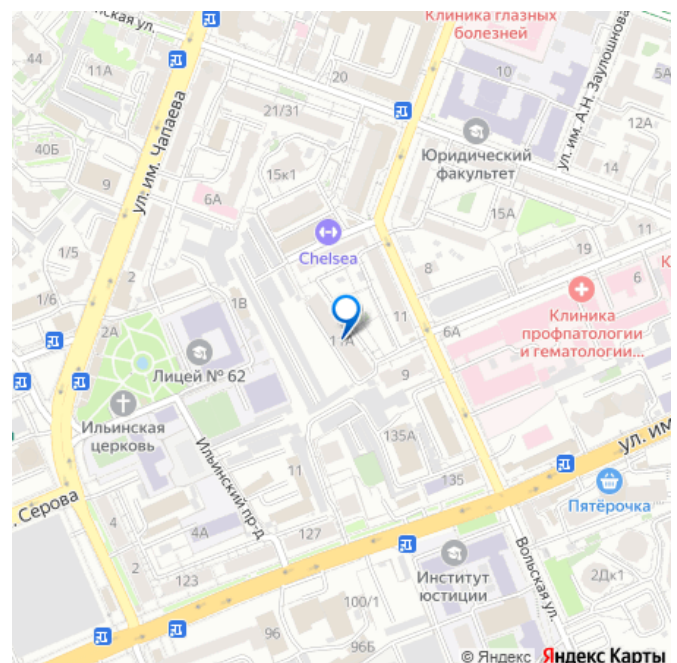 нская ул.
Клиника глазных
болезней
44
11А
20
10
5А
ул. им. А.Н. Заулошнова
21/31
12А
40Б
ул. им. Чапаева
Юридический
факультет
15к1
14
9
6А
15А
Chelsea
19
1/5
8
11
К
2
6
1/6
1В
Клиника
профпатологии
и гематологии...
2А
11
6А
11А
Лицей № 62
9
Ильинская
церковь
135А
ул. им
Ильинский пр-д
11
135
Пятёрочка
. Серова
4
4А
127
Вольская ул.
2
Институт
юстиции
2Дк1
123
100/1
96
96Б
© Яндекс Яндекс Карты